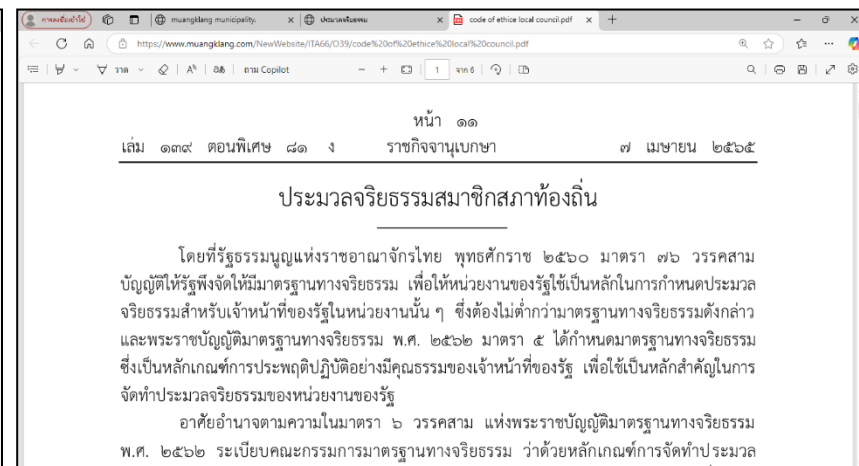 การเยี่ยมชมทั่วไป
muangklang municipality.
ประมวลจริยธรรม
code of ethice local council.pdf
https://www.muangklang.com/NewWebsite/ITA66/O39/code%20of%20ethice%20local%20council.pdf
วาด
ถาม Copilot
1
จาก 6
หน้า ๑๑
เล่ม ๑๓๙ ตอนพิเศษ ๘๑ ง ราชกิจจานุเบกษา ๗ เมษายน ๒๕๖๕
ประมวลจริยธรรมสมาชิกสภาท้องถิ่น
โดยที่รัฐธรรมนูญแห่งราชอาณาจักรไทย พุทธศักราช ๒๕๖๐ มาตรา ๗๖ วรรคสาม
บัญญัติให้รัฐพึงจัดให้มีมาตรฐานทางจริยธรรม เพื่อให้หน่วยงานของรัฐใช้เป็นหลักในการกำหนดประมวล
จริยธรรมสำหรับเจ้าหน้าที่ของรัฐในหน่วยงานนั้น ๆ ซึ่งต้องไม่ต่ำกว่ามาตรฐานทางจริยธรรมดังกล่าว
และพระราชบัญญัติมาตรฐานทางจริยธรรม พ.ศ. ๒๕๖๒ มาตรา ๕ ได้กำหนดมาตรฐานทางจริยธรรม
ซึ่งเป็นหลักเกณฑ์การประพฤติปฏิบัติอย่างมีคุณธรรมของเจ้าหน้าที่ของรัฐ เพื่อใช้เป็นหลักสำคัญในการ
จัดทำประมวลจริยธรรมของหน่วยงานของรัฐ
อาศัยอำนาจตามความในมาตรา ๖ วรรคสาม แห่งพระราชบัญญัติมาตรฐานทางจริยธรรม
พ.ศ. ๒๕๖๒ ระเบียบคณะกรรมการมาตรฐานทางจริยธรรม ว่าด้วยหลักเกณฑ์การจัดทำประมวล